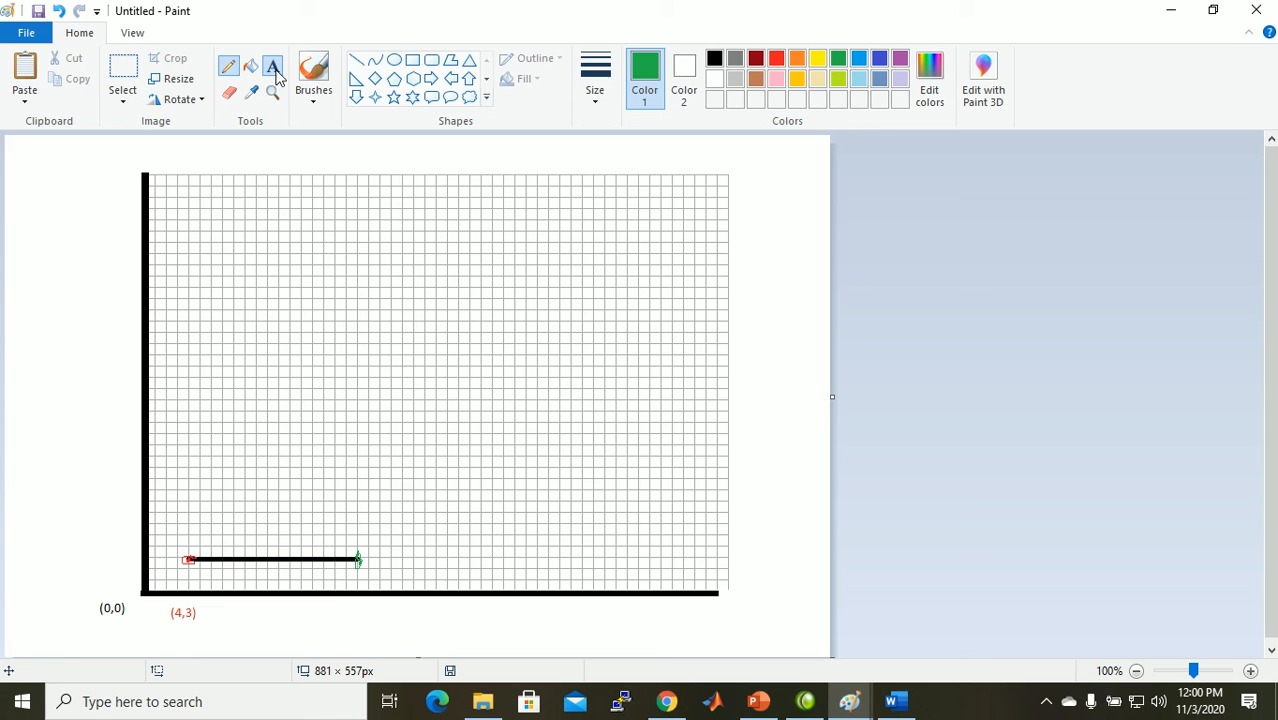 Untitled - Paint
File Home View
Paste
Cut
Copy
Clipboard
Select
Crop
Resize
Rotate
Image
A
Tools
Brushes
Outline
Fill
Shapes
Size
Color 1
Color 2
Edit colors
Colors
Edit with Paint 3D
(0,0)
(4,3)
881 × 557px
100%
Type here to search
12:00 PM
11/3/2020